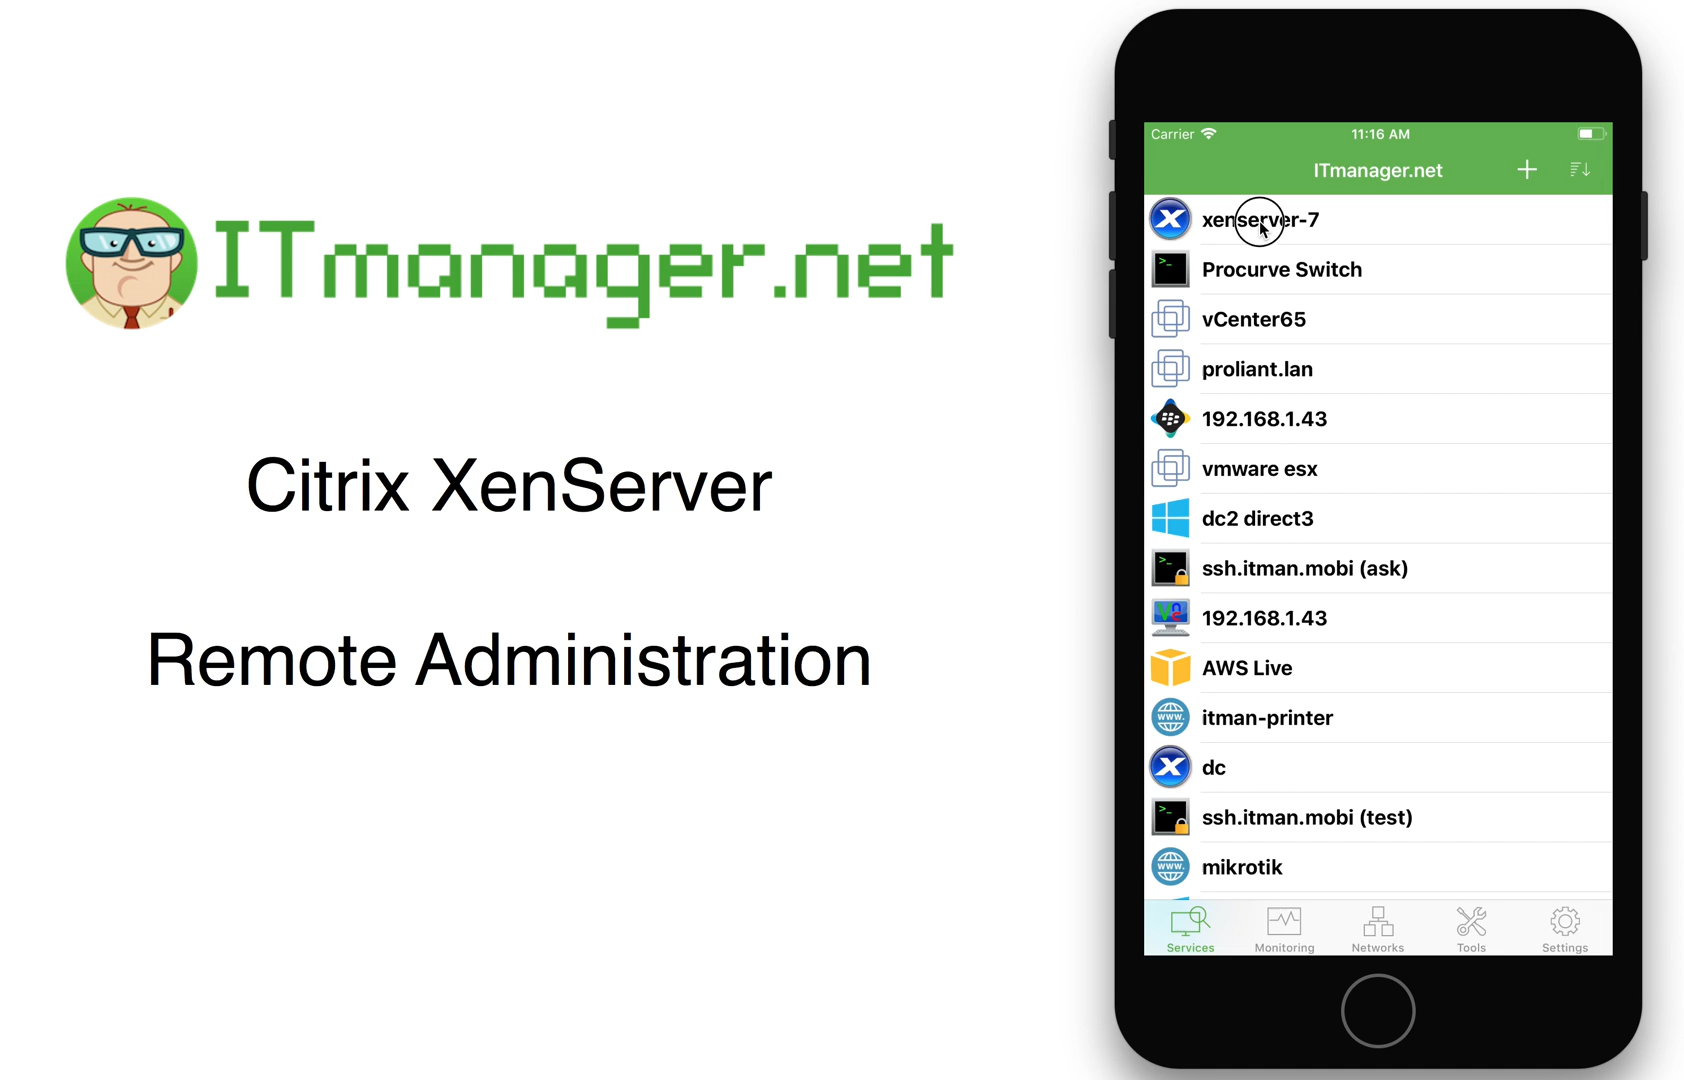 ITmanager.net
Citrix XenServer
Remote Administration
Carrier 11:16 AM
ITmanager.net
xenserver-7
Procurve Switch
vCenter65
proliant.lan
192.168.1.43
vmware esx
dc2 direct3
ssh.itman.mobi (ask)
192.168.1.43
AWS Live
itman-printer
dc
ssh.itman.mobi (test)
mikrotik
Services Monitoring Networks Tools Settings